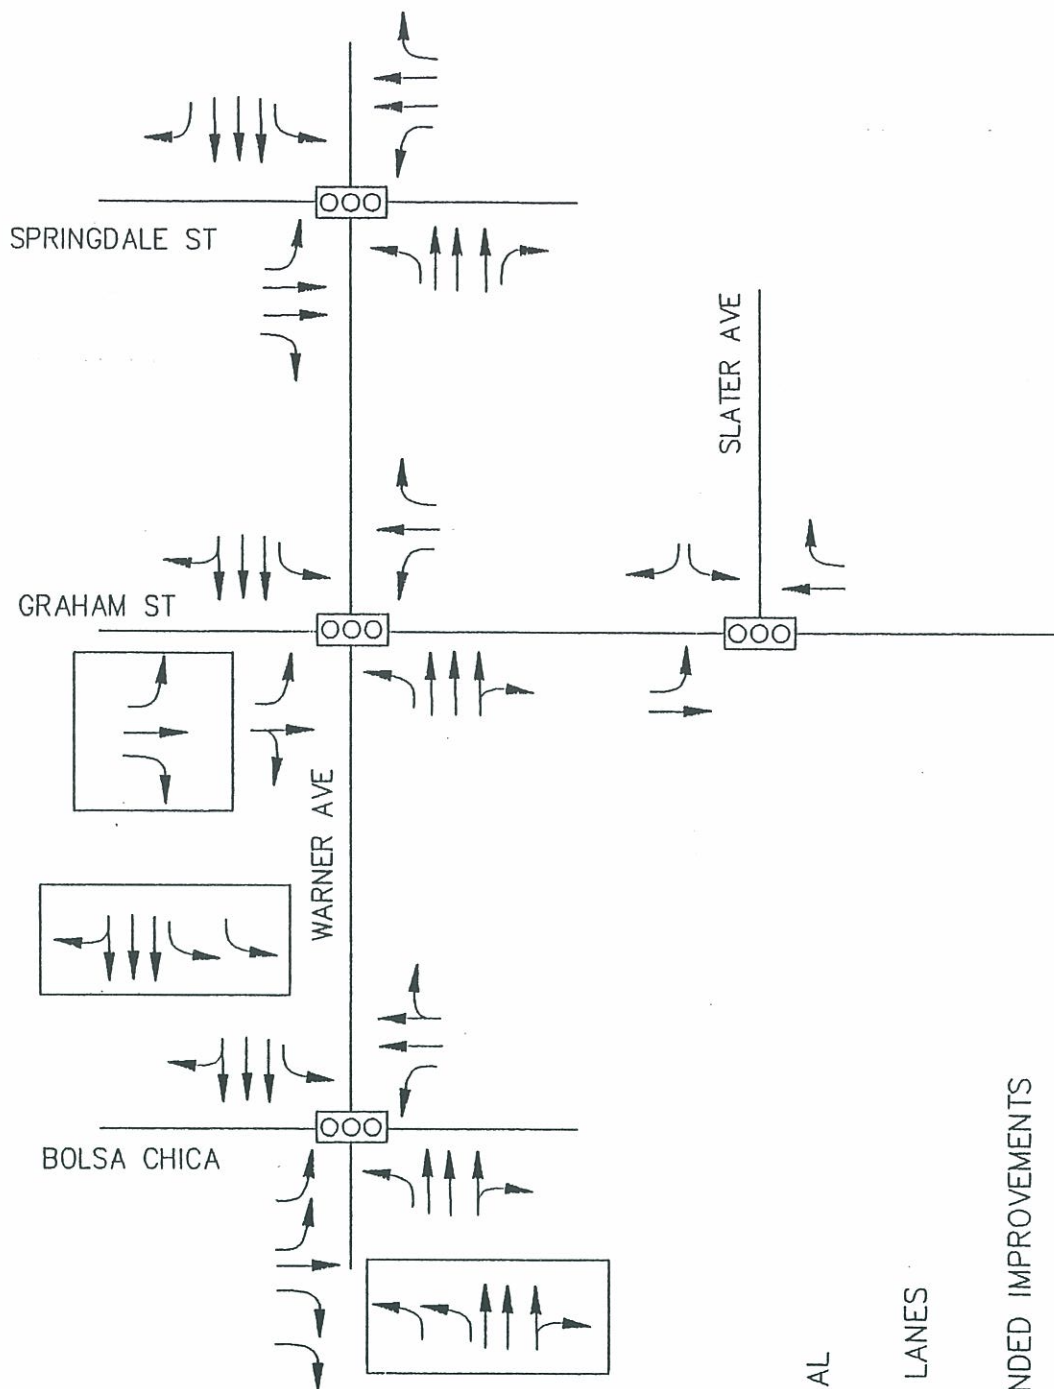 SPRINGDALE ST
SLATER AVE
GRAHAM ST
WARNER AVE
BOLSA CHICA
AL
LANES
NDED IMPROVEMENTS